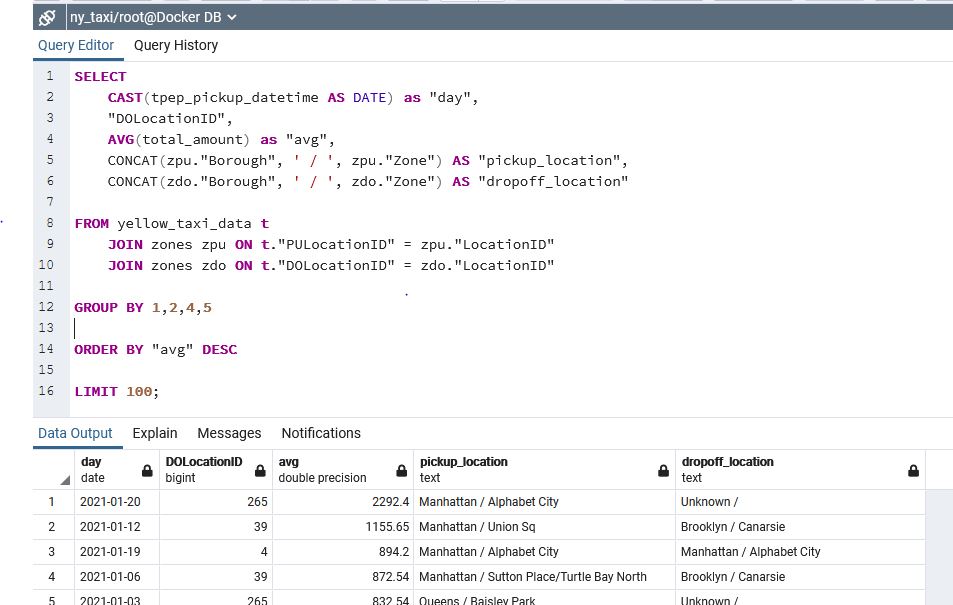 ny_taxi/root@Docker DB
Query Editor Query History
1 SELECT
2 CAST(tpep_pickup_datetime AS DATE) as "day",
3 "DOLocationID",
4 AVG(total_amount) as "avg",
5 CONCAT(zpu."Borough", ' / ', zpu."Zone") AS "pickup_location",
6 CONCAT(zdo."Borough", ' / ', zdo."Zone") AS "dropoff_location"
7
8 FROM yellow_taxi_data t
9 JOIN zones zpu ON t."PULocationID" = zpu."LocationID"
10 JOIN zones zdo ON t."DOLocationID" = zdo."LocationID"
11
12 GROUP BY 1,2,4,5
13
14 ORDER BY "avg" DESC
15
16 LIMIT 100;
Data Output Explain Messages Notifications
day DOLocationID avg pickup_location dropoff_location
date bigint double precision text text
1 2021-01-20 265 2292.4 Manhattan / Alphabet City Unknown /
2 2021-01-12 39 1155.65 Manhattan / Union Sq Brooklyn / Canarsie
3 2021-01-19 4 894.2 Manhattan / Alphabet City Manhattan / Alphabet City
4 2021-01-06 39 872.54 Manhattan / Sutton Place/Turtle Bay North Brooklyn / Canarsie
5 2021-01-03 265 832.54 Queens / Baisley Park Unknown /